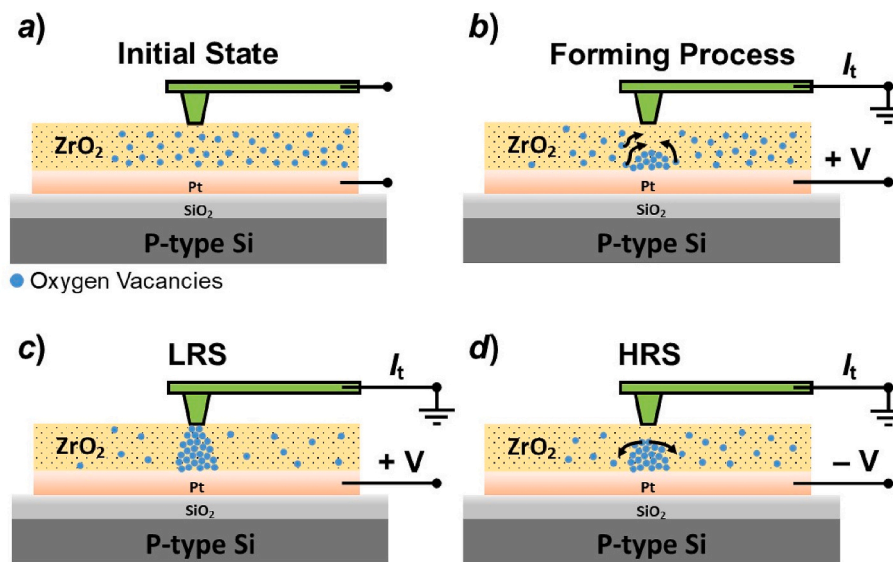 a)
Initial State
ZrO₂
Pt
SiO₂
P-type Si
Oxygen Vacancies
b)
Forming Process
Iₜ
ZrO₂
+ V
Pt
SiO₂
P-type Si
c)
LRS
Iₜ
ZrO₂
+ V
Pt
SiO₂
P-type Si
d)
HRS
Iₜ
ZrO₂
– V
Pt
SiO₂
P-type Si